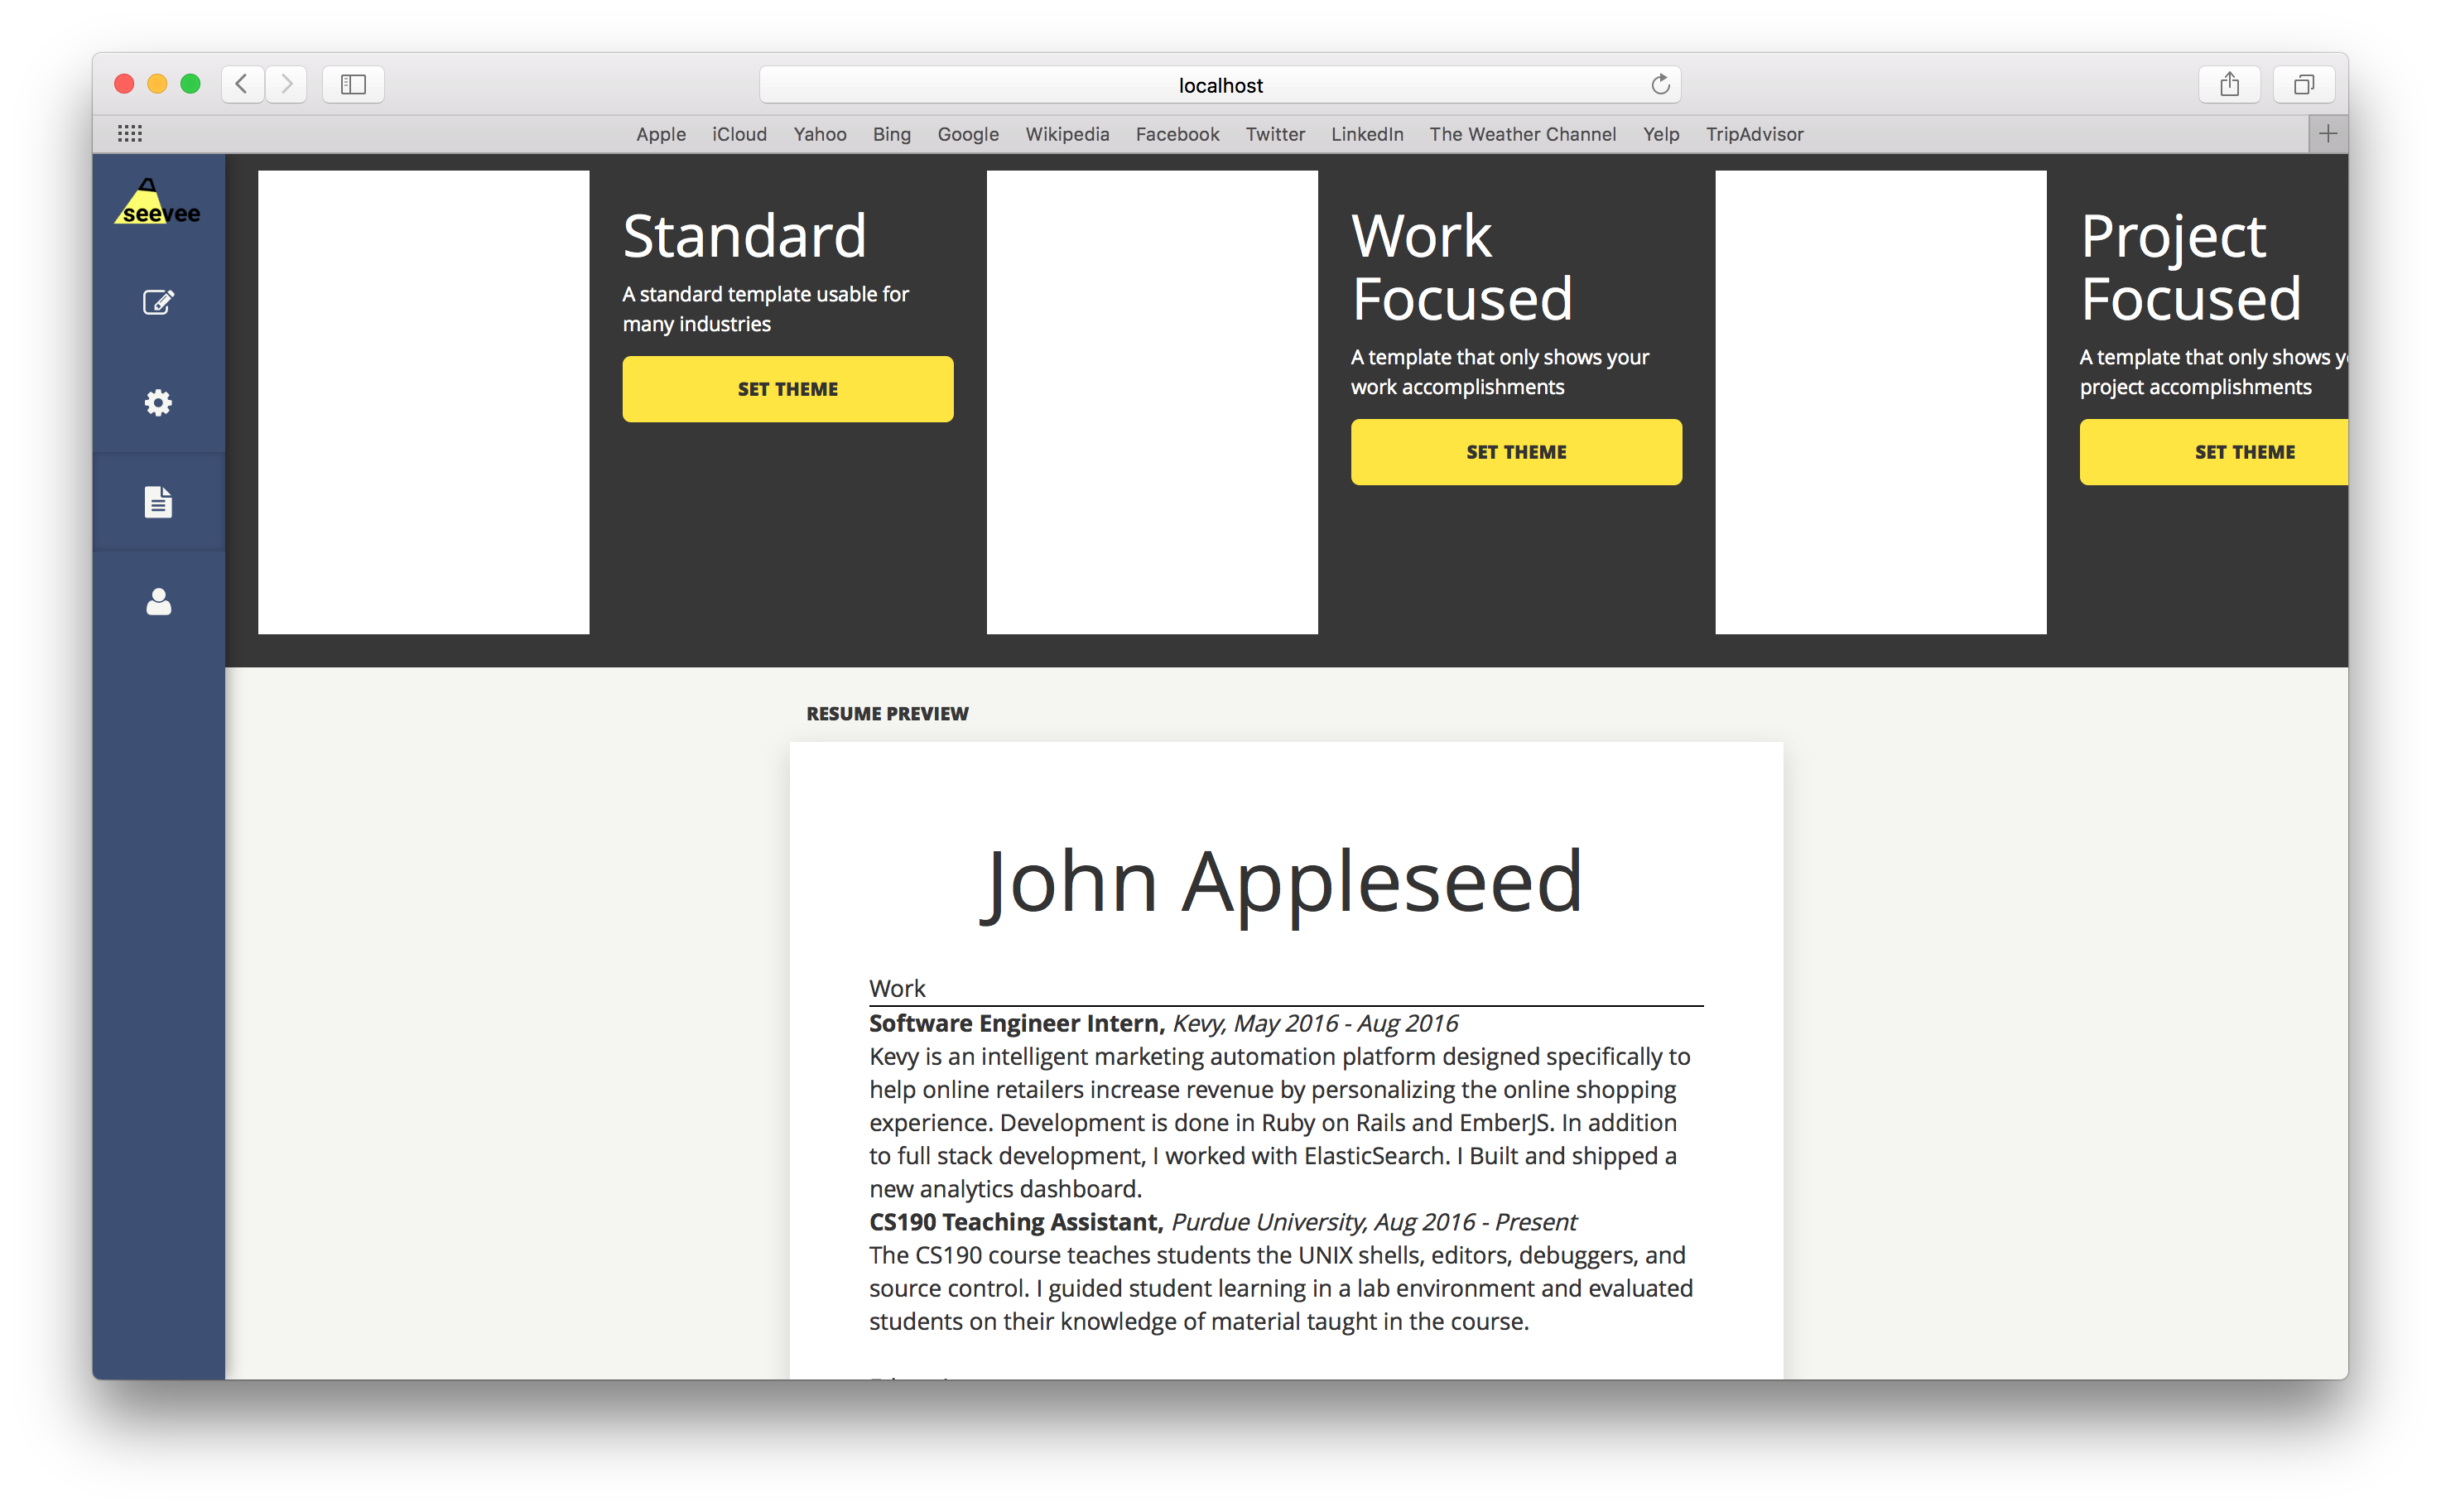 localhost
Apple iCloud Yahoo Bing Google Wikipedia Facebook Twitter LinkedIn The Weather Channel Yelp TripAdvisor
seevee
Standard
A standard template usable for
many industries
SET THEME
Work
Focused
A template that only shows your
work accomplishments
SET THEME
Project
Focused
A template that only shows
project accomplishments
SET THEME
RESUME PREVIEW
John Appleseed
Work
Software Engineer Intern, Kevy, May 2016 - Aug 2016
Kevy is an intelligent marketing automation platform designed specifically to
help online retailers increase revenue by personalizing the online shopping
experience. Development is done in Ruby on Rails and EmberJS. In addition
to full stack development, I worked with ElasticSearch. I Built and shipped a
new analytics dashboard.
CS190 Teaching Assistant, Purdue University, Aug 2016 - Present
The CS190 course teaches students the UNIX shells, editors, debuggers, and
source control. I guided student learning in a lab environment and evaluated
students on their knowledge of material taught in the course.